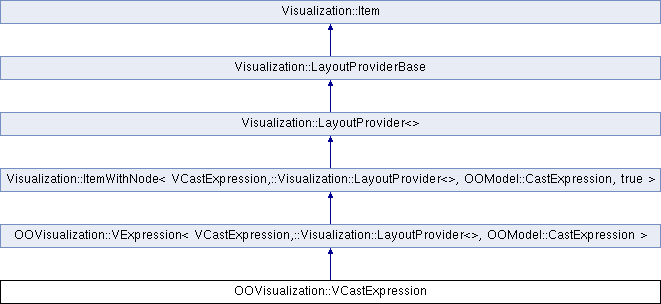 Visualization::Item
Visualization::LayoutProviderBase
Visualization::LayoutProvider<>
Visualization::ItemWithNode< VCastExpression,::Visualization::LayoutProvider<>, OOModel::CastExpression, true >
OOVisualization::VExpression< VCastExpression,::Visualization::LayoutProvider<>, OOModel::CastExpression >
OOVisualization::VCastExpression